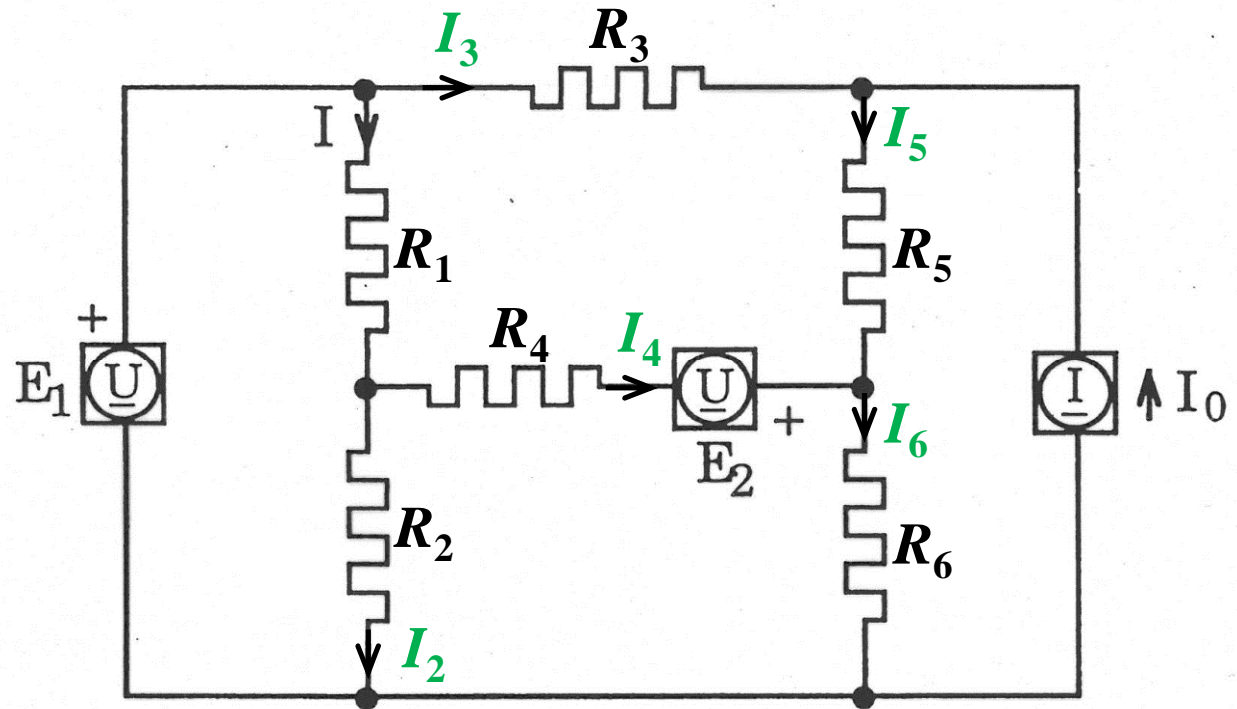 I₃
R₃
I
I₅
R₁
R₅
+
R₄
I₄
E₁
U
U
I
I₀
+
E₂
I₆
R₂
R₆
I₂